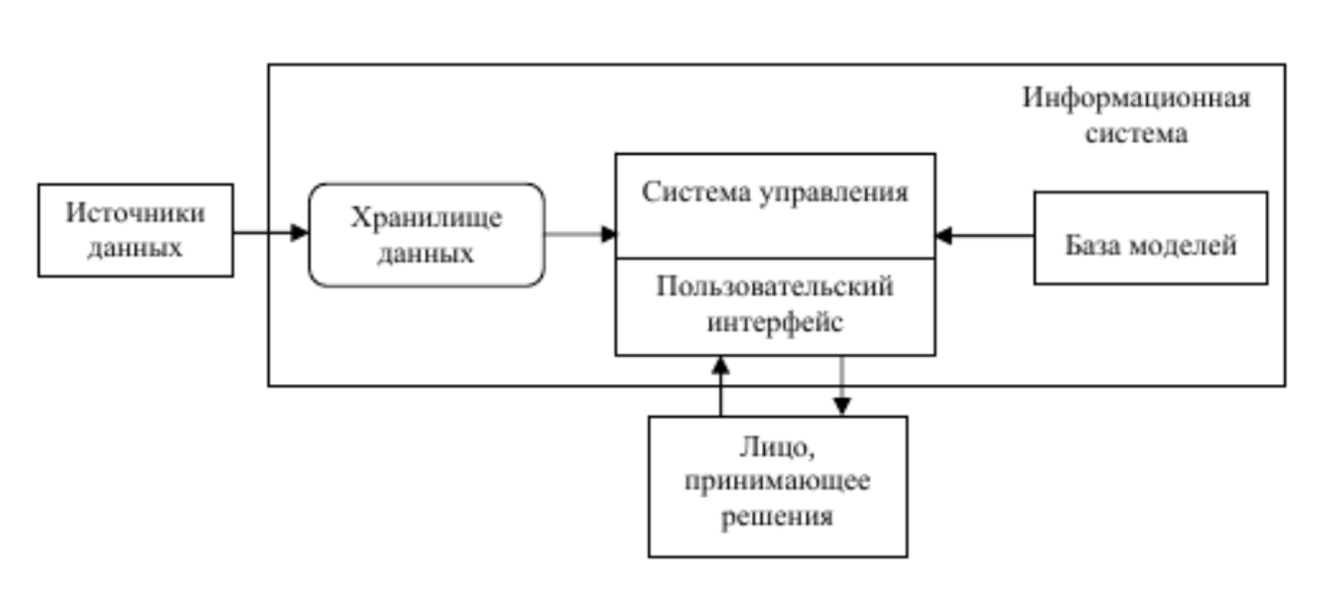 Информационная
система
Источники
данных
Хранилище
данных
Система управления
Пользовательский
интерфейс
База моделей
Лицо,
принимающее
решения